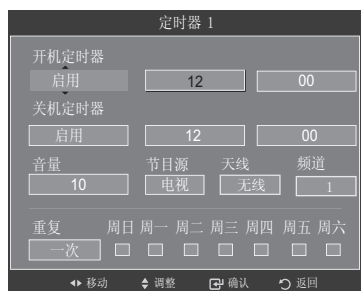 定时器 1
开机定时器
启用 12 00
关机定时器
启用 12 00
音量 节目源 天线 频道
10 电视 无线 1
重复 周日 周一 周二 周三 周四 周五 周六
一次
移动 调整 确认 返回